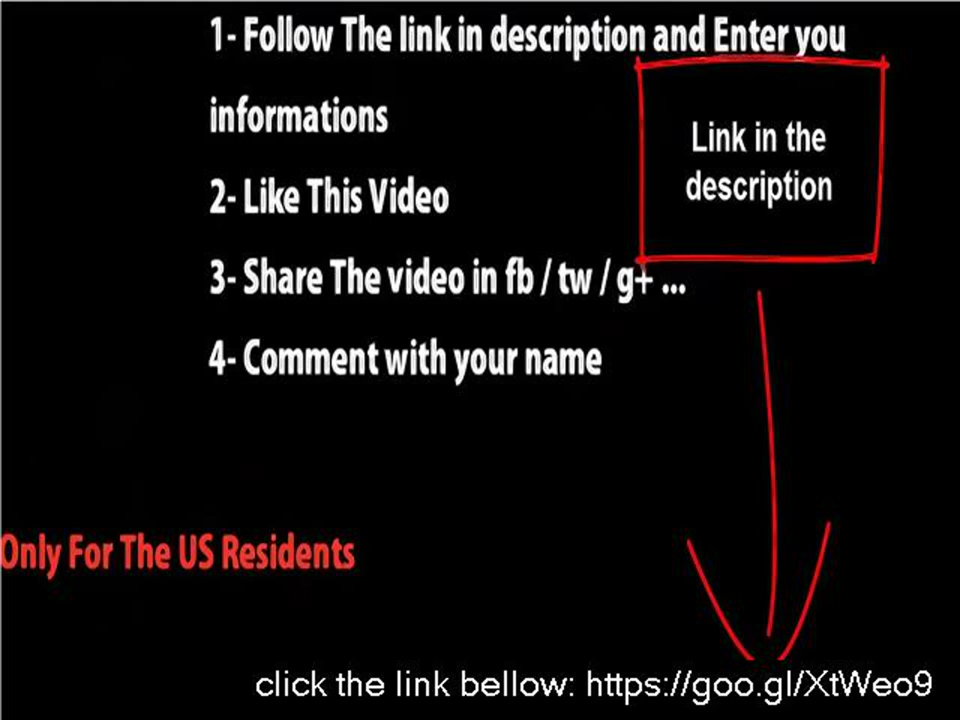 1- Follow The link in description and Enter you
informations
Link in the
description
2- Like This Video
3- Share The video in fb / tw / g+ ...
4- Comment with your name
Only For The US Residents
click the link bellow: https://goo.gl/XtWeo9